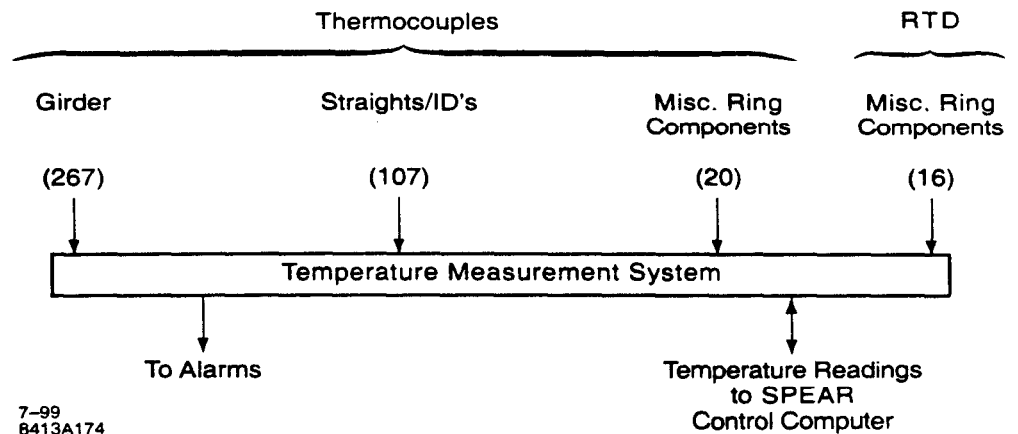 Thermocouples RTD
Girder Straights/ID's Misc. Ring Components Misc. Ring Components
(267) (107) (20) (16)
Temperature Measurement System
To Alarms
Temperature Readings
to SPEAR
Control Computer
7–99
8413A174